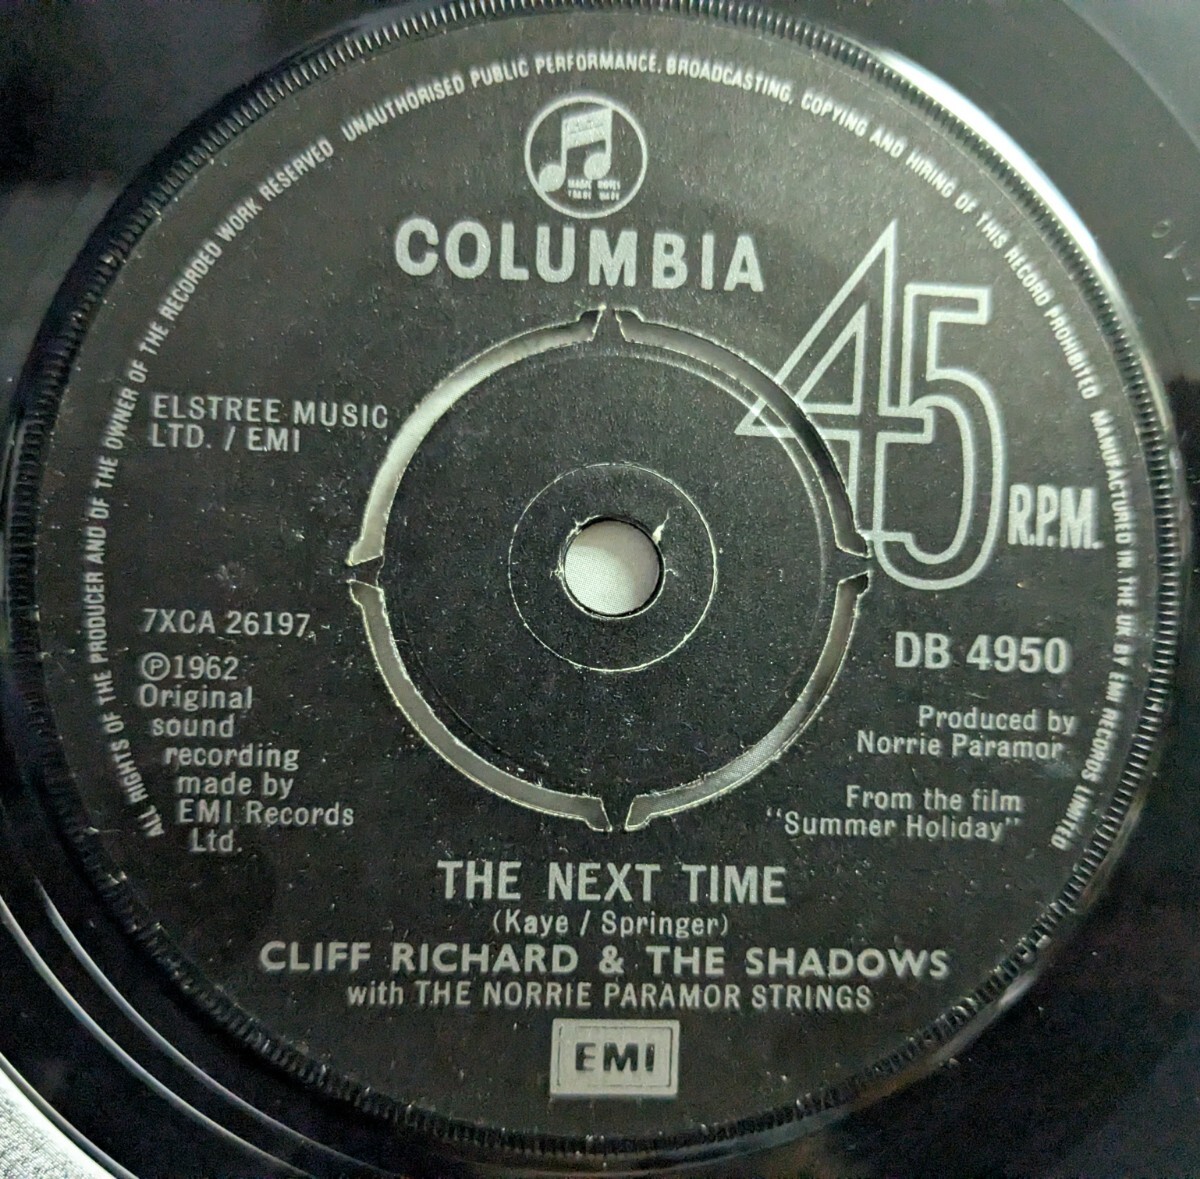 ALL RIGHTS OF THE PRODUCER AND OF THE OWNER OF THE RECORDED WORK RESERVED UNAUTHORISED PUBLIC PERFORMANCE, BROADCASTING, COPYING AND HIRING OF THIS RECORD PROHIBITED MANUFACTURED IN THE UK BY EMI RECORDS LIMITED
COLUMBIA
45
R.P.M.
ELSTREE MUSIC
LTD. / EMI
7XCA 26197
℗1962
Original
sound
recording
made by
EMI Records
Ltd.
DB 4950
Produced by
Norrie Paramor
From the film
"Summer Holiday"
THE NEXT TIME
(Kaye / Springer)
CLIFF RICHARD & THE SHADOWS
with THE NORRIE PARAMOR STRINGS
EMI